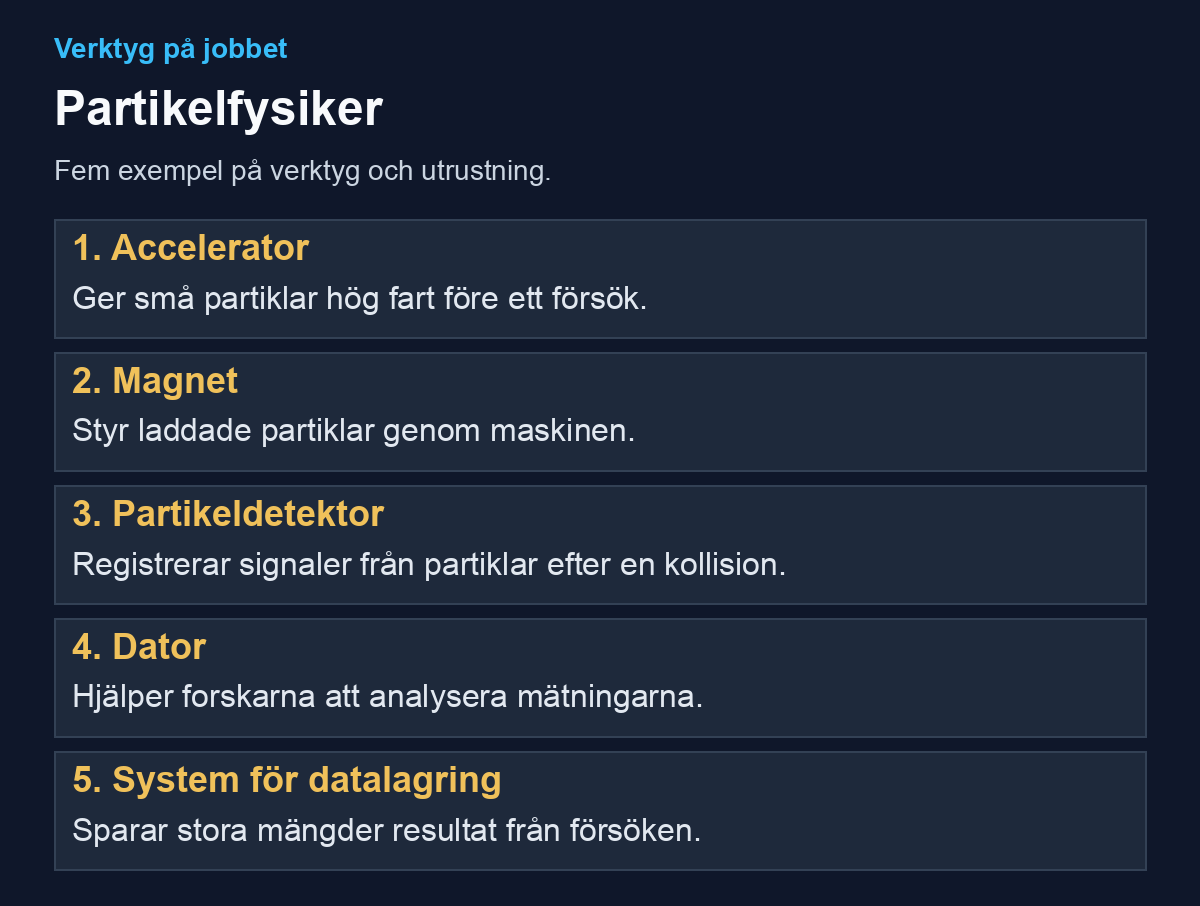 Verktyg på jobbet
Partikelfysiker
Fem exempel på verktyg och utrustning.
1. Accelerator
Ger små partiklar hög fart före ett försök.
2. Magnet
Styr laddade partiklar genom maskinen.
3. Partikeldetektor
Registrerar signaler från partiklar efter en kollision.
4. Dator
Hjälper forskarna att analysera mätningarna.
5. System för datalagring
Sparar stora mängder resultat från försöken.